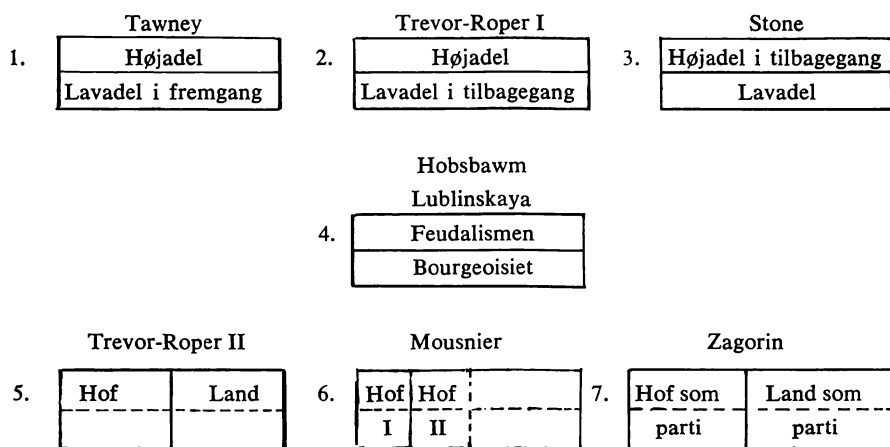 Tawney Trevor-Roper I Stone
1. Højadel 2. Højadel 3. Højadel i tilbagegang
Lavadel i fremgang Lavadel i tilbagegang Lavadel
Hobsbawm
Lublinskaya
4. Feudalismen
Bourgeoisiet
Trevor-Roper II Mousnier Zagorin
5. Hof Land 6. Hof Hof 7. Hof som Land som
I II parti parti